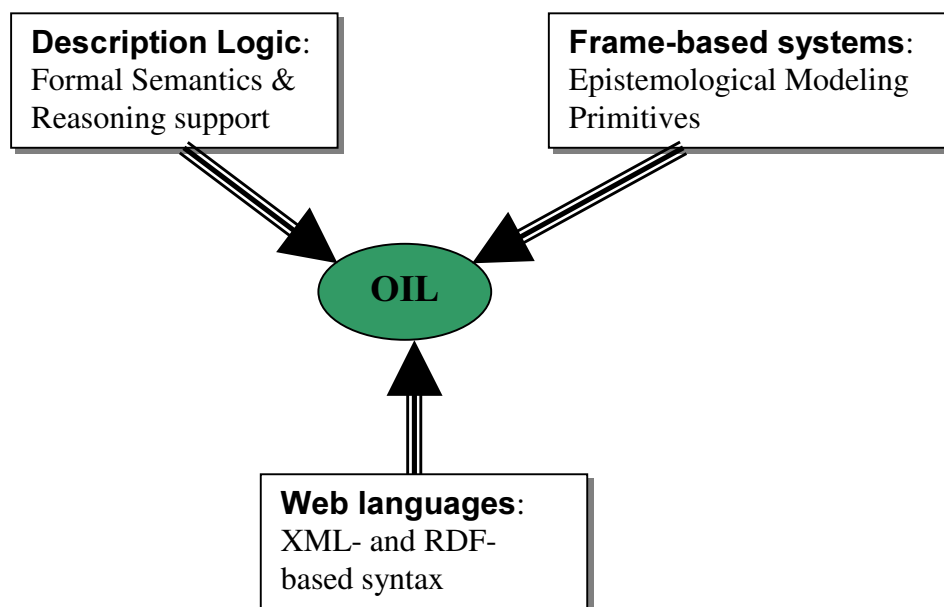 Description Logic:
Formal Semantics &
Reasoning support
Frame-based systems:
Epistemological Modeling
Primitives
OIL
Web languages:
XML- and RDF-
based syntax